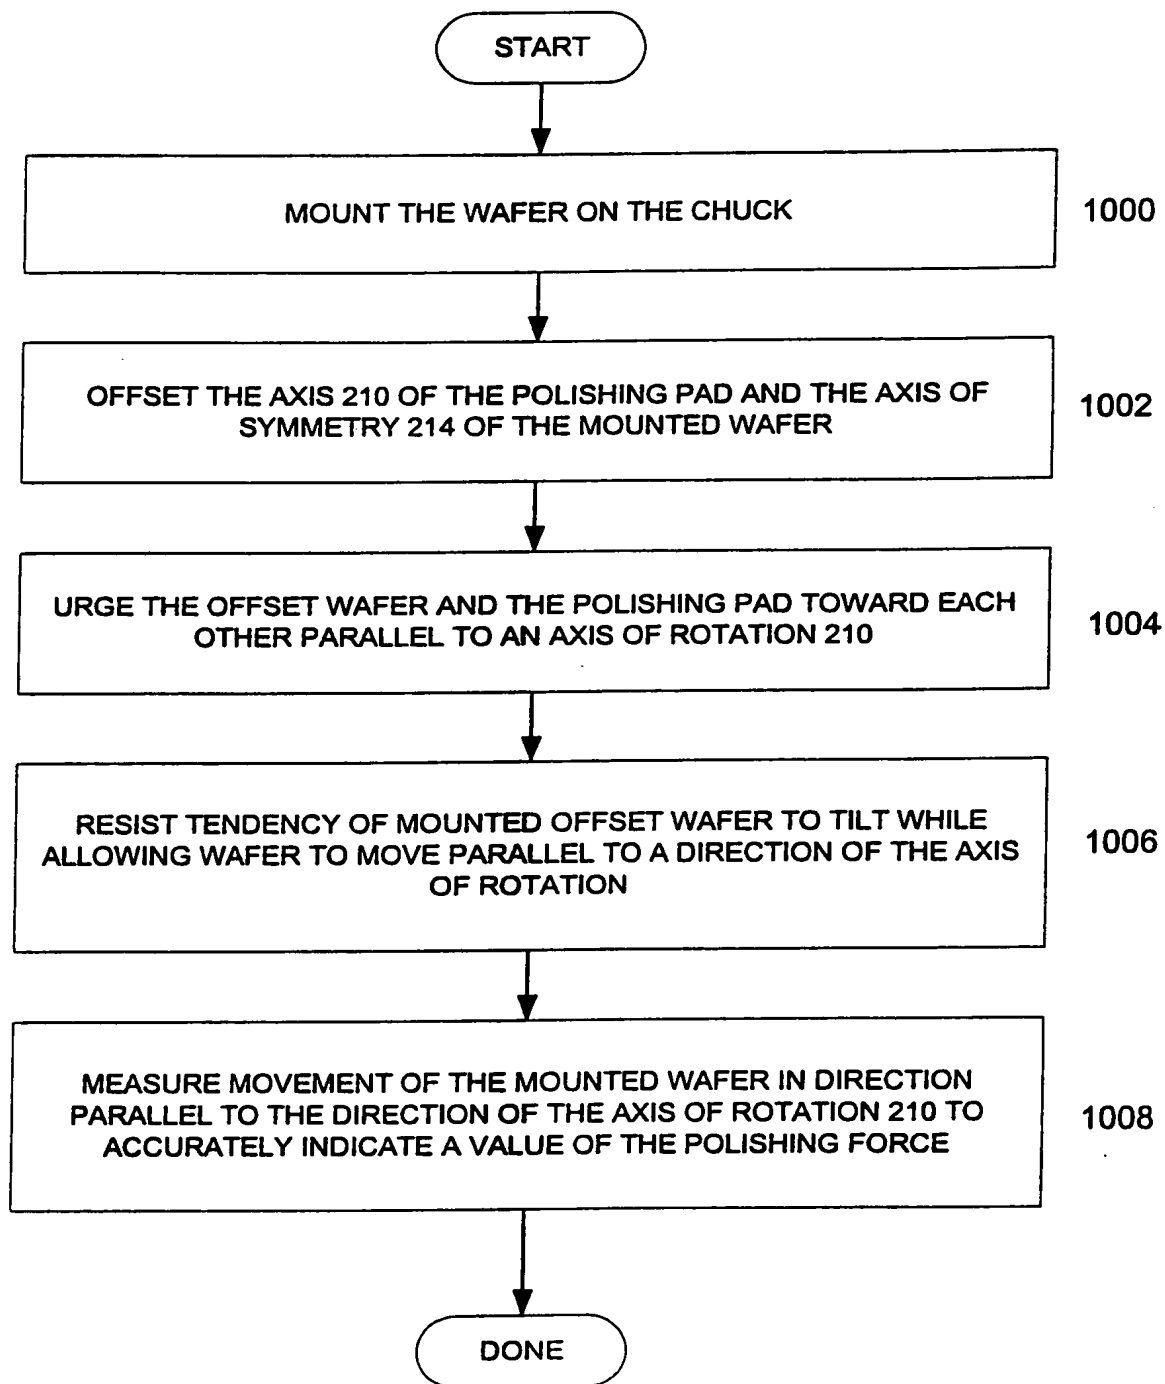 START
MOUNT THE WAFER ON THE CHUCK
1000
OFFSET THE AXIS 210 OF THE POLISHING PAD AND THE AXIS OF
SYMMETRY 214 OF THE MOUNTED WAFER
1002
URGE THE OFFSET WAFER AND THE POLISHING PAD TOWARD EACH
OTHER PARALLEL TO AN AXIS OF ROTATION 210
1004
RESIST TENDENCY OF MOUNTED OFFSET WAFER TO TILT WHILE
ALLOWING WAFER TO MOVE PARALLEL TO A DIRECTION OF THE AXIS
OF ROTATION
1006
MEASURE MOVEMENT OF THE MOUNTED WAFER IN DIRECTION
PARALLEL TO THE DIRECTION OF THE AXIS OF ROTATION 210 TO
ACCURATELY INDICATE A VALUE OF THE POLISHING FORCE
1008
DONE